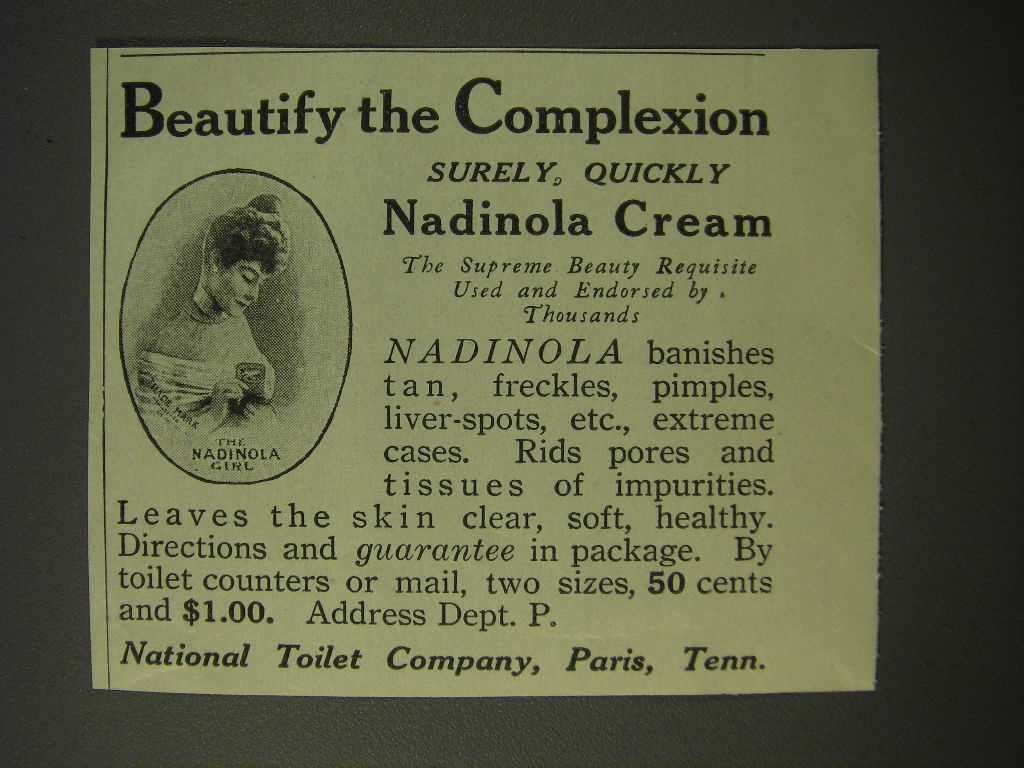 Beautify the Complexion
SURELY, QUICKLY
Nadinola Cream
The Supreme Beauty Requisite
Used and Endorsed by
Thousands
NADINOLA banishes
tan, freckles, pimples,
liver-spots, etc., extreme
cases. Rids pores and
tissues of impurities.
Leaves the skin clear, soft, healthy.
Directions and guarantee in package. By
toilet counters or mail, two sizes, 50 cents
and $1.00. Address Dept. P.
National Toilet Company, Paris, Tenn.
TRADE MARK
THE
NADINOLA
GIRL